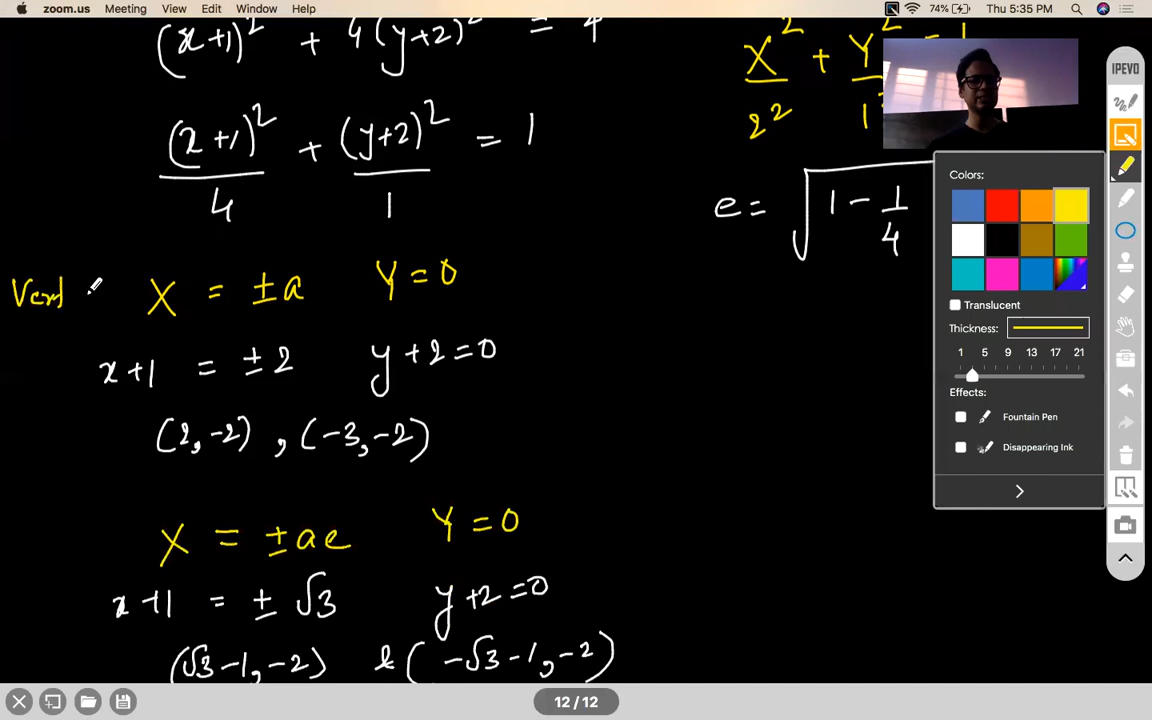 zoom.us Meeting View Edit Window Help 74% Thu 5:35 PM
(x+1)² + 4(y+2)² = 4
(x+1)²/4 + (y+2)²/1 = 1
Vert X = ±a Y=0
x+1 = ±2 y+2=0
(2,-2) , (-3,-2)
X = ±ae Y=0
x+1 = ±√3 y+2=0
(√3-1, -2) & (-√3-1, -2)
X²/2² + Y²/1² = 1
e = √1-1/4
IPEVO
Colors:
Translucent
Thickness:
1 5 9 13 17 21
Effects:
Fountain Pen
Disappearing Ink
12/12